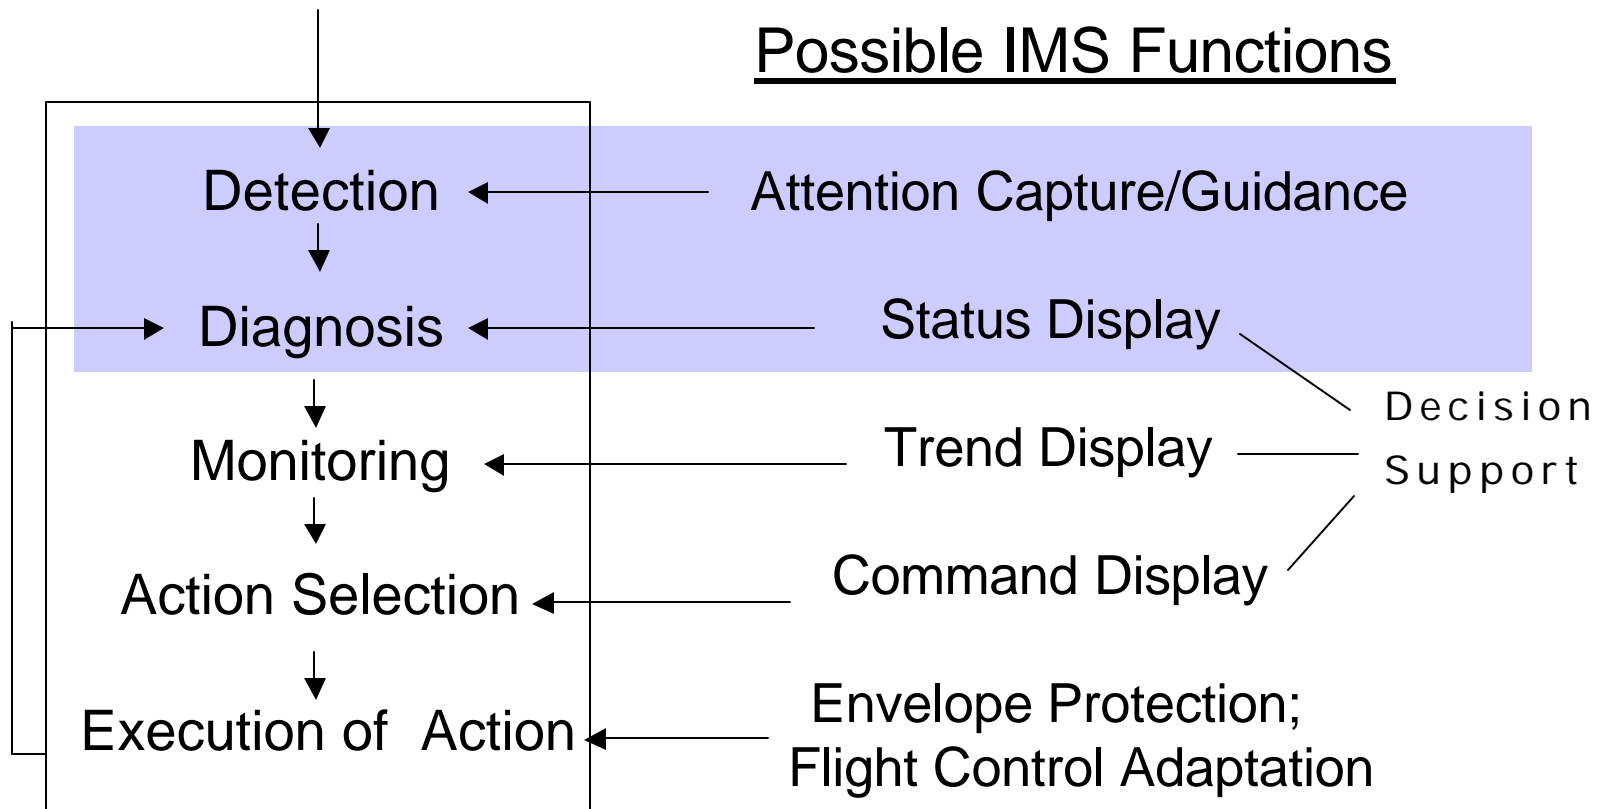 Possible IMS Functions
Detection
Attention Capture/Guidance
Diagnosis
Status Display
Decision
Support
Monitoring
Trend Display
Action Selection
Command Display
Execution of Action
Envelope Protection;
Flight Control Adaptation